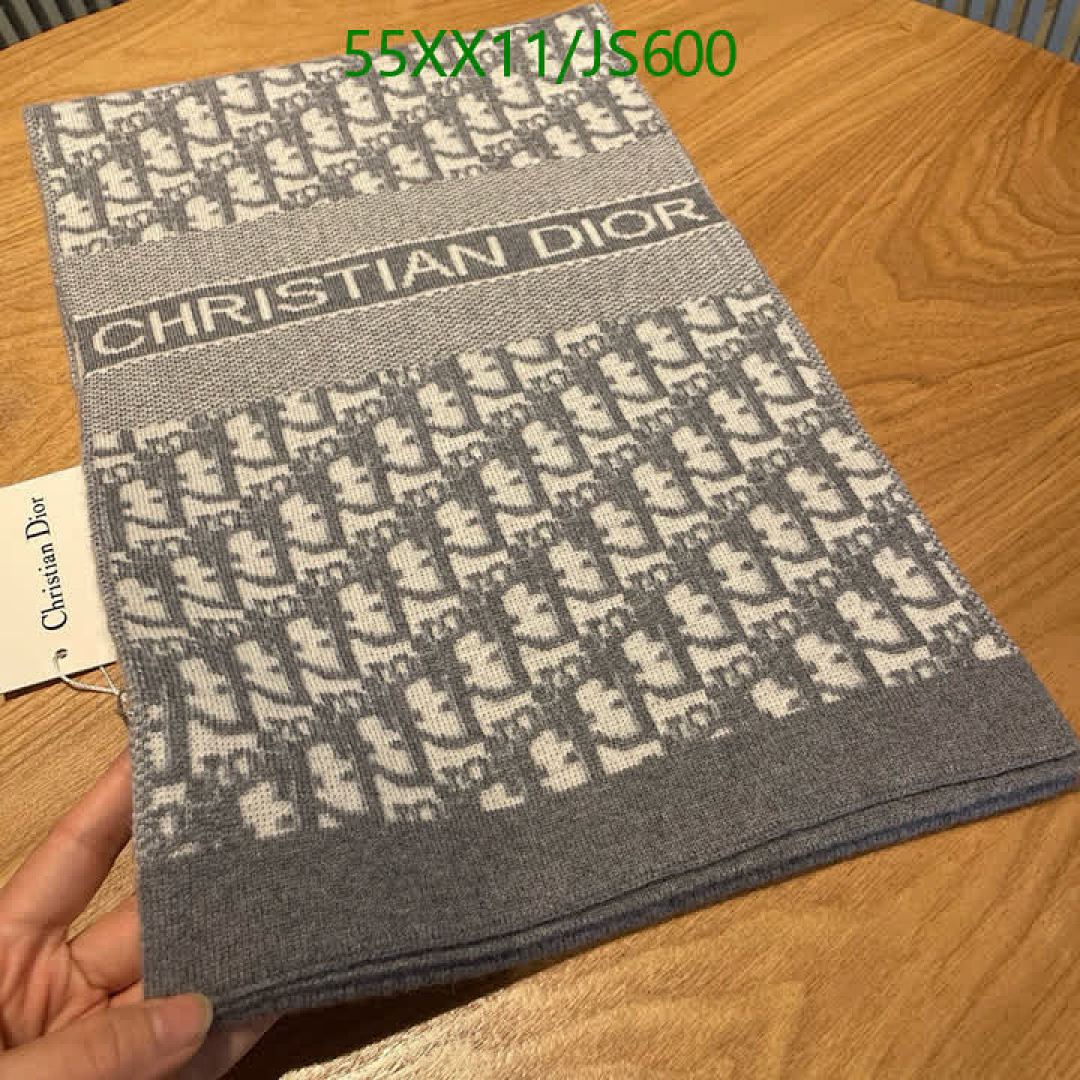 55XX11/JS600
CHRISTIAN DIOR
Christian Dior